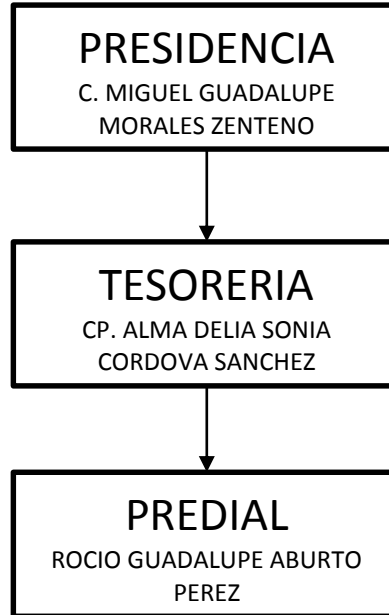 PRESIDENCIA
C. MIGUEL GUADALUPE
MORALES ZENTENO
TESORERIA
CP. ALMA DELIA SONIA
CORDOVA SANCHEZ
PREDIAL
ROCIO GUADALUPE ABURTO
PEREZ